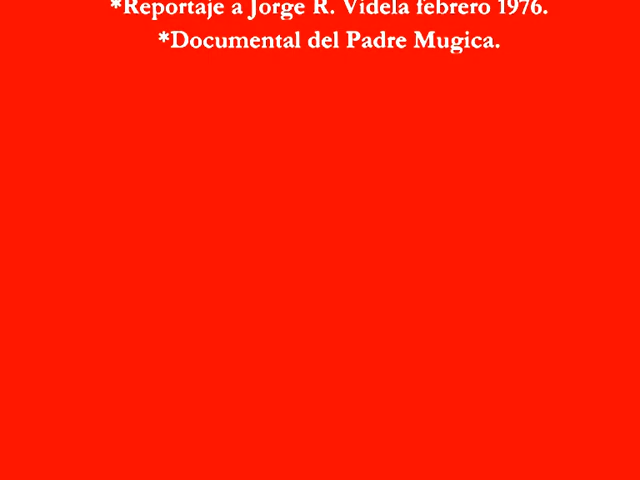 *Reportaje a Jorge R. Videla febrero 1976.
*Documental del Padre Mugica.